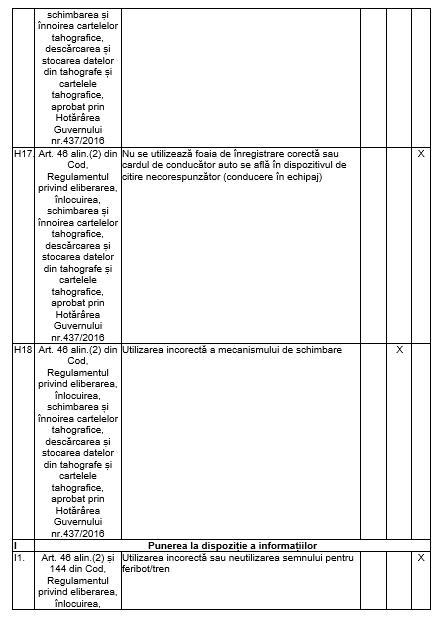 schimbarea și
înnoirea cartelelor
tahografice,
descărcarea și
stocarea datelor
din tahografe și
cartelele
tahografice,
aprobat prin
Hotărârea
Guvernului
nr.437/2016
H17. Art. 46 alin.(2) din Nu se utilizează foaia de înregistrare corectă sau X
Cod, cardul de conducător auto se află în dispozitivul de
Regulamentul citire necorespunzător (conducere în echipaj)
privind eliberarea,
înlocuirea,
schimbarea și
înnoirea cartelelor
tahografice,
descărcarea și
stocarea datelor
din tahografe și
cartelele
tahografice,
aprobat prin
Hotărârea
Guvernului
nr.437/2016
H18 Art. 46 alin.(2) din Utilizarea incorectă a mecanismului de schimbare X
Cod,
Regulamentul
privind eliberarea,
înlocuirea,
schimbarea și
înnoirea cartelelor
tahografice,
descărcarea și
stocarea datelor
din tahografe și
cartelele
tahografice,
aprobat prin
Hotărârea
Guvernului
nr.437/2016
I Punerea la dispoziție a informațiilor
I1. Art. 46 alin.(2) și Utilizarea incorectă sau neutilizarea semnului pentru X
144 din Cod, feribot/tren
Regulamentul
privind eliberarea,
înlocuirea,